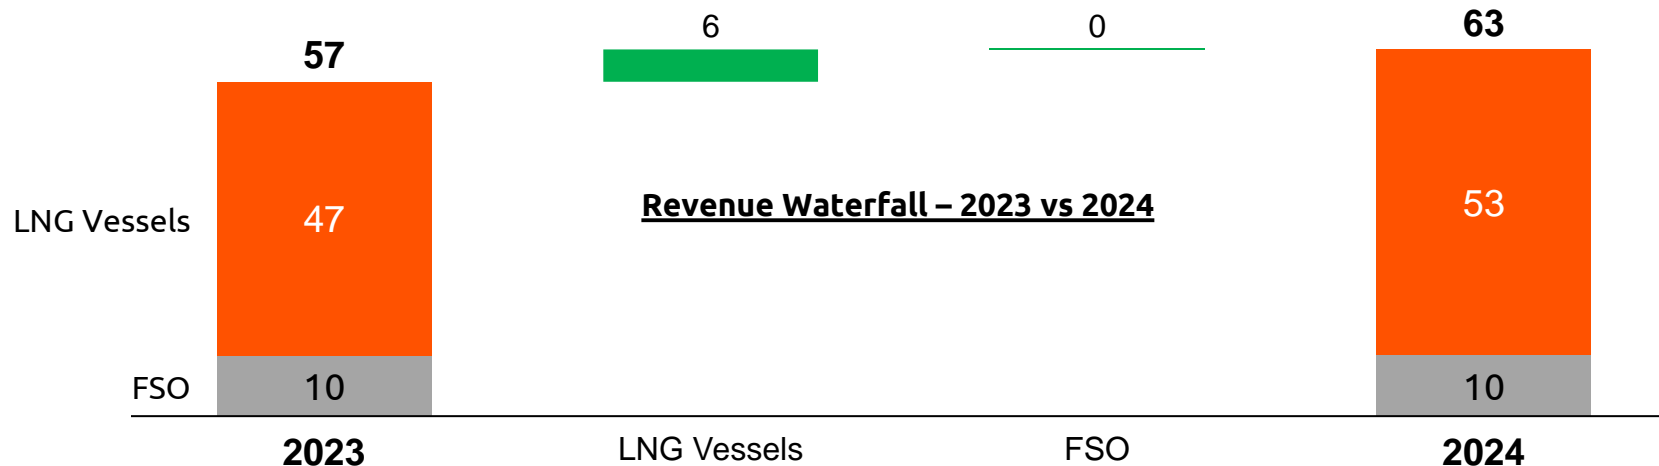 57
6
0
63
LNG Vessels
47
Revenue Waterfall – 2023 vs 2024
53
FSO
10
10
2023
LNG Vessels
FSO
2024